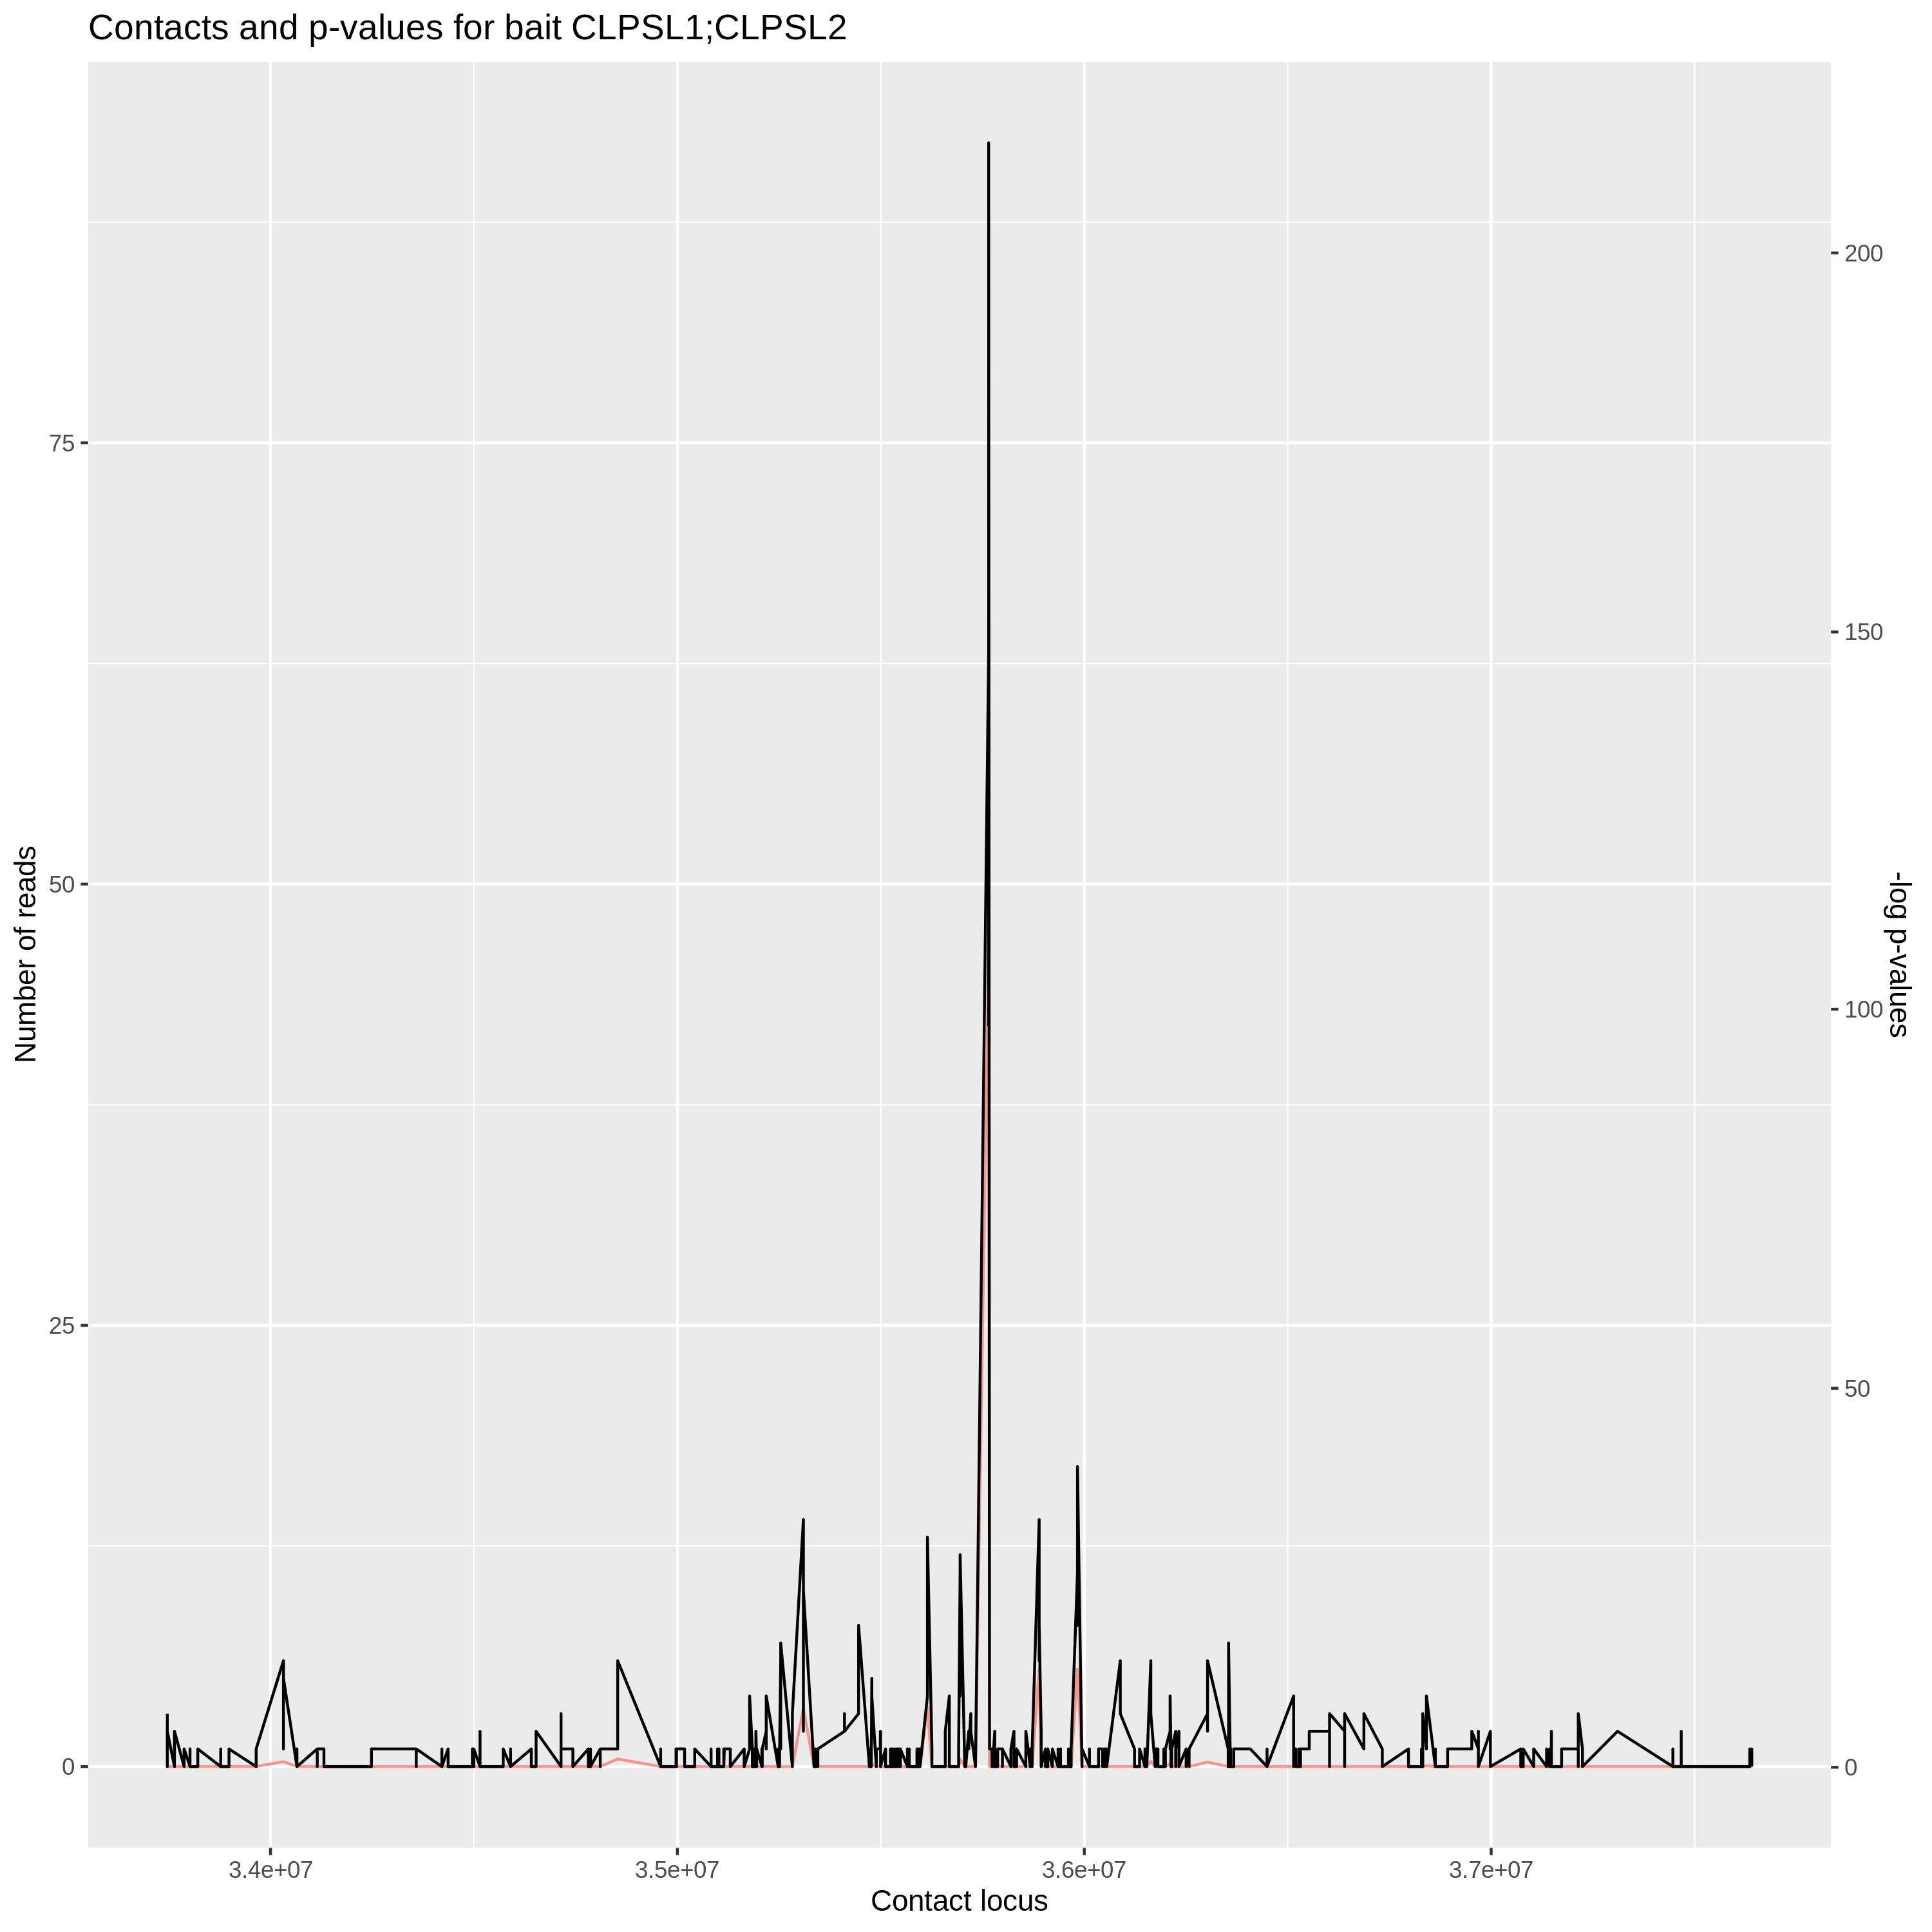 Contacts and p-values for bait CLPSL1;CLPSL2
Number of reads
75
50
25
0
200
150
100
50
0
-log p-values
3.4e+07
3.5e+07
3.6e+07
3.7e+07
Contact locus